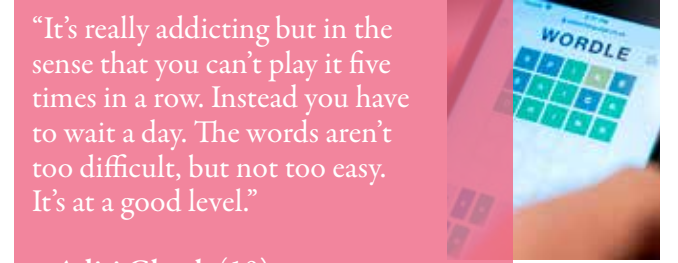 “It’s really addicting but in the
sense that you can’t play it five
times in a row. Instead you have
to wait a day. The words aren’t
too difficult, but not too easy.
It’s at a good level.”
WORDLE